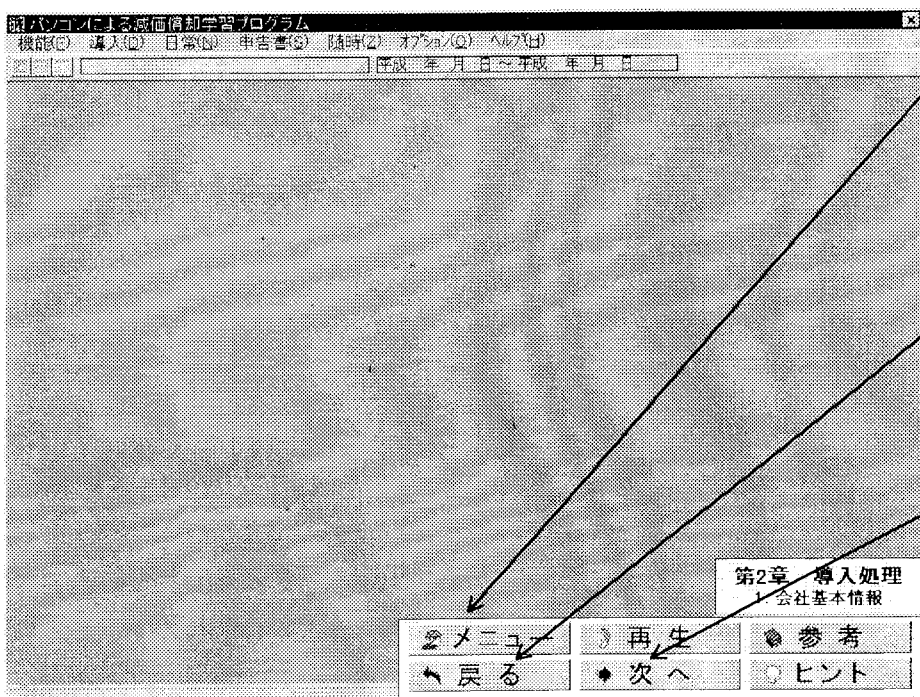 パソコンによる減価償却学習プログラム
機能(F) 導入(D) 日常(N) 申告書(S) 随時(Z) オプション(O) ヘルプ(H)
平成 年 月 日～平成 年 月 日
第2章 導入処理
1. 会社基本情報
メニュー 再生 参考
戻る 次へ ヒント